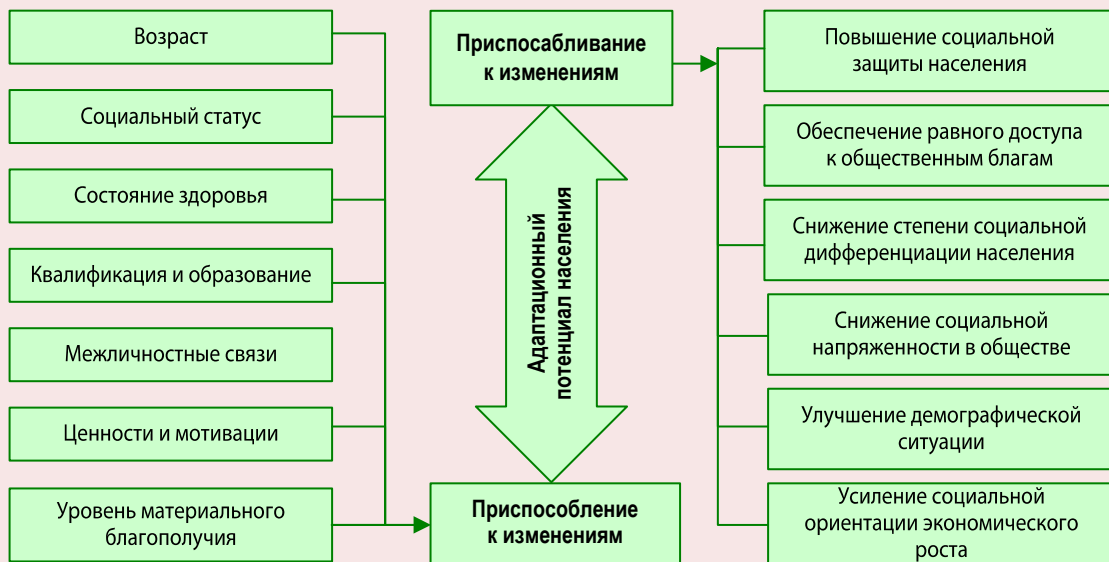 Возраст
Социальный статус
Состояние здоровья
Квалификация и образование
Межличностные связи
Ценности и мотивации
Уровень материального
благополучия
Приспосабливание
к изменениям
Адаптационный
потенциал населения
Приспособление
к изменениям
Повышение социальной
защиты населения
Обеспечение равного доступа
к общественным благам
Снижение степени социальной
дифференциации населения
Снижение социальной
напряженности в обществе
Улучшение демографической
ситуации
Усиление социальной
ориентации экономического
роста